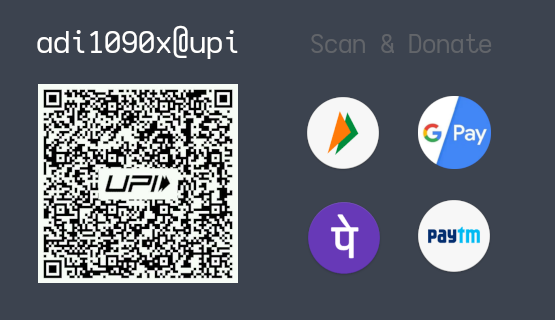 adi1090x@upi
Scan & Donate
UPI
G Pay
पे
paytm